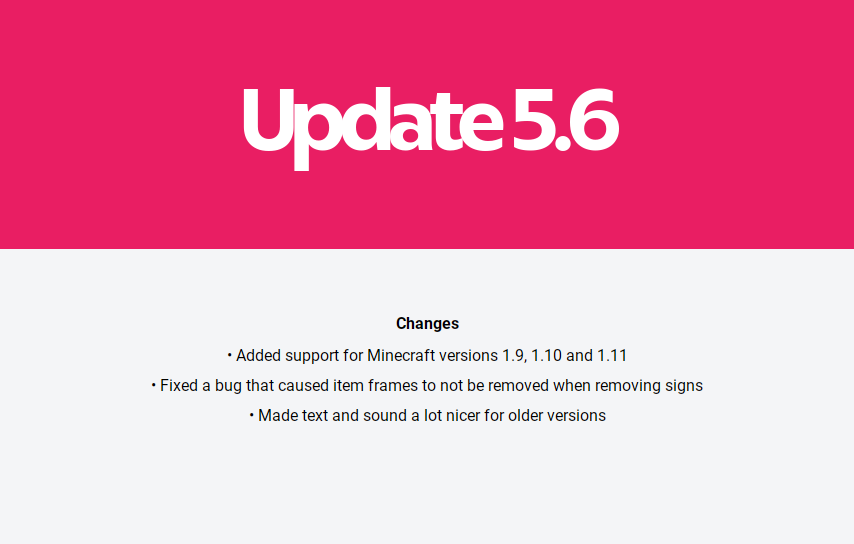 Update 5.6
Changes
• Added support for Minecraft versions 1.9, 1.10 and 1.11
• Fixed a bug that caused item frames to not be removed when removing signs
• Made text and sound a lot nicer for older versions